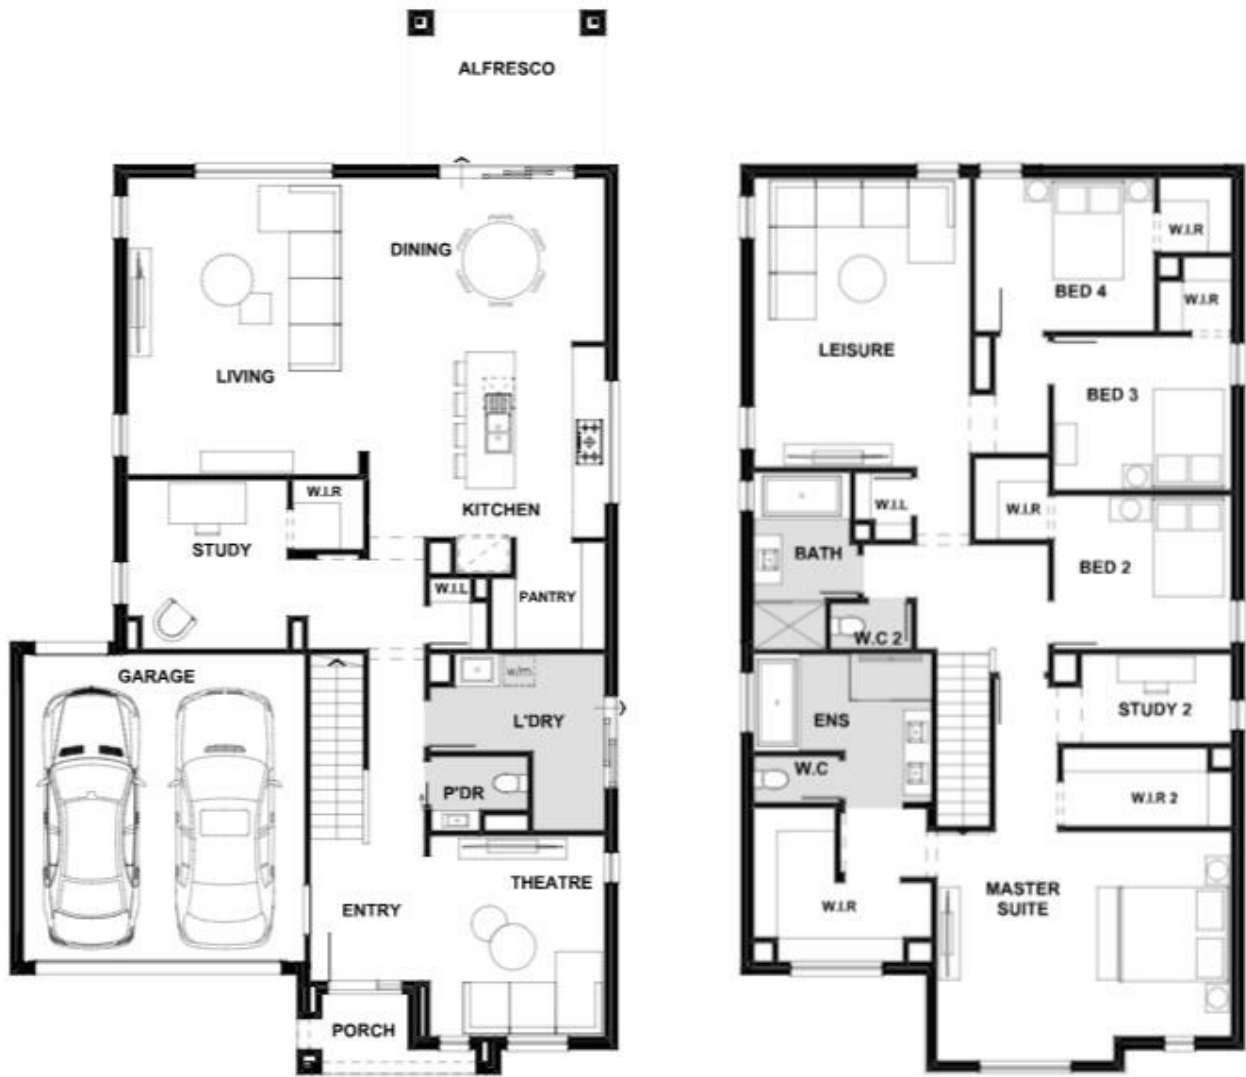 ALFRESCO
DINING
LIVING
KITCHEN
W.I.R
STUDY
W.I.L
PANTRY
GARAGE
w/m
L'DRY
P'DR
THEATRE
ENTRY
PORCH
W.I.R
BED 4
W.I.R
LEISURE
BED 3
W.I.L
W.I.R
BATH
BED 2
W.C 2
ENS
STUDY 2
W.C
W.I.R 2
MASTER
SUITE
W.I.R